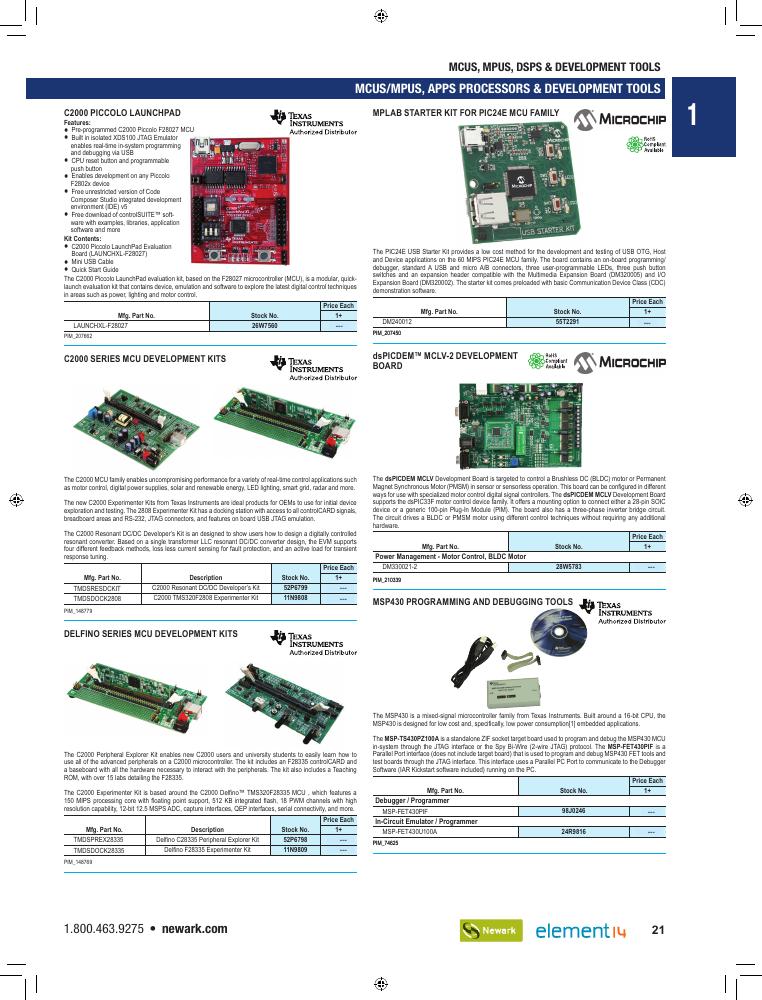 MCUS, MPUS, DSPS & DEVELOPMENT TOOLS
MCUS/MPUS, APPS PROCESSORS & DEVELOPMENT TOOLS
1
C2000 PICCOLO LAUNCHPAD
TEXAS
INSTRUMENTS
Authorized Distributor
Features:
♦ Pre-programmed C2000 Piccolo F28027 MCU
♦ Built in isolated XDS100 JTAG Emulator
enables real-time in-system programming
and debugging via USB
♦ CPU reset button and programmable
push button
♦ Enables development on any Piccolo
F2802x device
♦ Free unrestricted version of Code
Composer Studio integrated development
environment (IDE) v5
♦ Free download of controlSUITE™ soft-
ware with examples, libraries, application
software and more
Kit Contents:
♦ C2000 Piccolo LaunchPad Evaluation
Board (LAUNCHXL-F28027)
♦ Mini USB Cable
♦ Quick Start Guide
The C2000 Piccolo LaunchPad evaluation kit, based on the F28027 microcontroller (MCU), is a modular, quick-
launch evaluation kit that contains device, emulation and software to explore the latest digital control techniques
in areas such as power, lighting and motor control.
Price Each
Mfg. Part No. Stock No. 1+
LAUNCHXL-F28027 26W7560 ---
PIM_207662
C2000 SERIES MCU DEVELOPMENT KITS
TEXAS
INSTRUMENTS
Authorized Distributor
The C2000 MCU family enables uncompromising performance for a variety of real-time control applications such
as motor control, digital power supplies, solar and renewable energy, LED lighting, smart grid, radar and more.
The new C2000 Experimenter Kits from Texas Instruments are ideal products for OEMs to use for initial device
exploration and testing. The 2808 Experimenter Kit has a docking station with access to all controlCARD signals,
breadboard areas and RS-232, JTAG connectors, and features on board USB JTAG emulation.
The C2000 Resonant DC/DC Developer's Kit is an designed to show users how to design a digitally controlled
resonant converter. Based on a single transformer LLC resonant DC/DC converter design, the EVM supports
four different feedback methods, loss less current sensing for fault protection, and an active load for transient
response tuning.
Price Each
Mfg. Part No. Description Stock No. 1+
TMDSRESDCKIT C2000 Resonant DC/DC Developer's Kit 52P6799 ---
TMDSDOCK2808 C2000 TMS320F2808 Experimenter Kit 11N9808 ---
PIM_148779
DELFINO SERIES MCU DEVELOPMENT KITS
TEXAS
INSTRUMENTS
Authorized Distributor
The C2000 Peripheral Explorer Kit enables new C2000 users and university students to easily learn how to
use all of the advanced peripherals on a C2000 microcontroller. The kit includes an F28335 controlCARD and
a baseboard with all the hardware necessary to interact with the peripherals. The kit also includes a Teaching
ROM, with over 15 labs detailing the F28335.
The C2000 Experimenter Kit is based around the C2000 Delfino™ TMS320F28335 MCU , which features a
150 MIPS processing core with floating point support, 512 KB integrated flash, 18 PWM channels with high
resolution capability, 12-bit 12.5 MSPS ADC, capture interfaces, QEP interfaces, serial connectivity, and more.
Price Each
Mfg. Part No. Description Stock No. 1+
TMDSPREX28335 Delfino C28335 Peripheral Explorer Kit 52P6798 ---
TMDSDOCK28335 Delfino F28335 Experimenter Kit 11N9809 ---
PIM_148769
MPLAB STARTER KIT FOR PIC24E MCU FAMILY
MICROCHIP
RoHS
Compliant
Available
MICROCHIP
USB STARTER KIT
The PIC24E USB Starter Kit provides a low cost method for the development and testing of USB OTG, Host
and Device applications on the 60 MIPS PIC24E MCU family. The board contains an on-board programming/
debugger, standard A USB and micro A/B connectors, three user-programmable LEDs, three push button
switches and an expansion header compatible with the Multimedia Expansion Board (DM320005) and I/O
Expansion Board (DM320002). The starter kit comes preloaded with basic Communication Device Class (CDC)
demonstration software.
Price Each
Mfg. Part No. Stock No. 1+
DM240012 55T2291 ---
PIM_207450
dsPICDEM™ MCLV-2 DEVELOPMENT
BOARD
RoHS
Compliant
Available
MICROCHIP
The dsPICDEM MCLV Development Board is targeted to control a Brushless DC (BLDC) motor or Permanent
Magnet Synchronous Motor (PMSM) in sensor or sensorless operation. This board can be configured in different
ways for use with specialized motor control digital signal controllers. The dsPICDEM MCLV Development Board
supports the dsPIC33F motor control device family. It offers a mounting option to connect either a 28-pin SOIC
device or a generic 100-pin Plug-In Module (PIM). The board also has a three-phase inverter bridge circuit.
The circuit drives a BLDC or PMSM motor using different control techniques without requiring any additional
hardware.
Price Each
Mfg. Part No. Stock No. 1+
Power Management - Motor Control, BLDC Motor
DM330021-2 28W5783 ---
PIM_210339
MSP430 PROGRAMMING AND DEBUGGING TOOLS
TEXAS
INSTRUMENTS
Authorized Distributor
The MSP430 is a mixed-signal microcontroller family from Texas Instruments. Built around a 16-bit CPU, the
MSP430 is designed for low cost and, specifically, low power consumption[1] embedded applications.
The MSP-TS430PZ100A is a standalone ZIF socket target board used to program and debug the MSP430 MCU
in-system through the JTAG interface or the Spy Bi-Wire (2-wire JTAG) protocol. The MSP-FET430PIF is a
Parallel Port interface (does not include target board) that is used to program and debug MSP430 FET tools and
test boards through the JTAG interface. This interface uses a Parallel PC Port to communicate to the Debugger
Software (IAR Kickstart software included) running on the PC.
Mfg. Part No. Stock No. Price Each
1+
Debugger / Programmer
MSP-FET430PIF 98J0246 ---
In-Circuit Emulator / Programmer
MSP-FET430U100A 24R9816 ---
PIM_74625
1.800.463.9275 • newark.com
Newark
element14
21